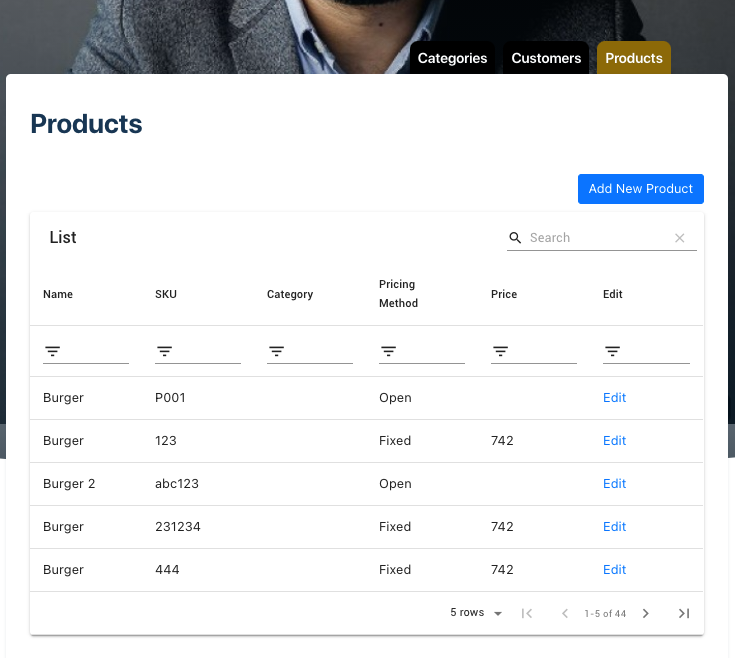 Categories Customers Products
Products
Add New Product
List Search
Name SKU Category Pricing Method Price Edit
Burger P001 Open Edit
Burger 123 Fixed 742 Edit
Burger 2 abc123 Open Edit
Burger 231234 Fixed 742 Edit
Burger 444 Fixed 742 Edit
5 rows 1-5 of 44